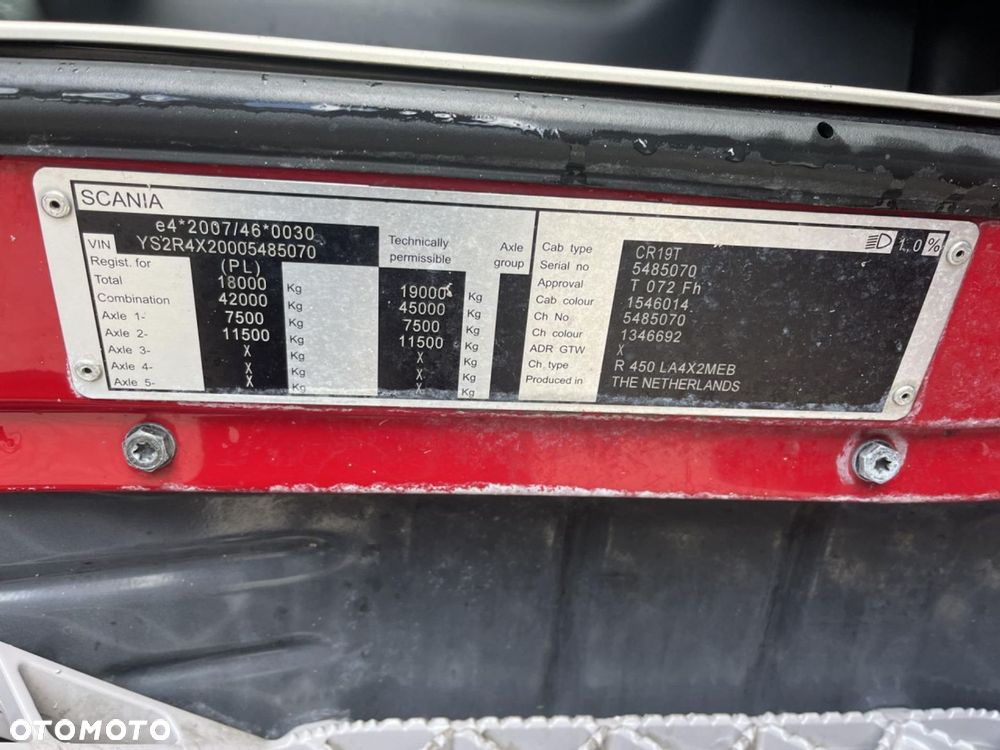 SCANIA
e4*2007/46*0030
VIN YS2R4X20005485070
Regist. for (PL) Technically permissible Axle group
Total 18000 Kg 19000 Kg
Combination 42000 Kg 45000 Kg
Axle 1- 7500 Kg 7500 Kg
Axle 2- 11500 Kg 11500 Kg
Axle 3- X Kg X Kg
Axle 4- X Kg X Kg
Axle 5- X Kg X Kg
Cab type CR19T 1.0 %
Serial no 5485070
Approval T 072 Fh
Cab colour 1546014
Ch No 5485070
Ch colour 1346692
ADR GTW X
Ch type R 450 LA4X2MEB
Produced in THE NETHERLANDS
OTOMOTO